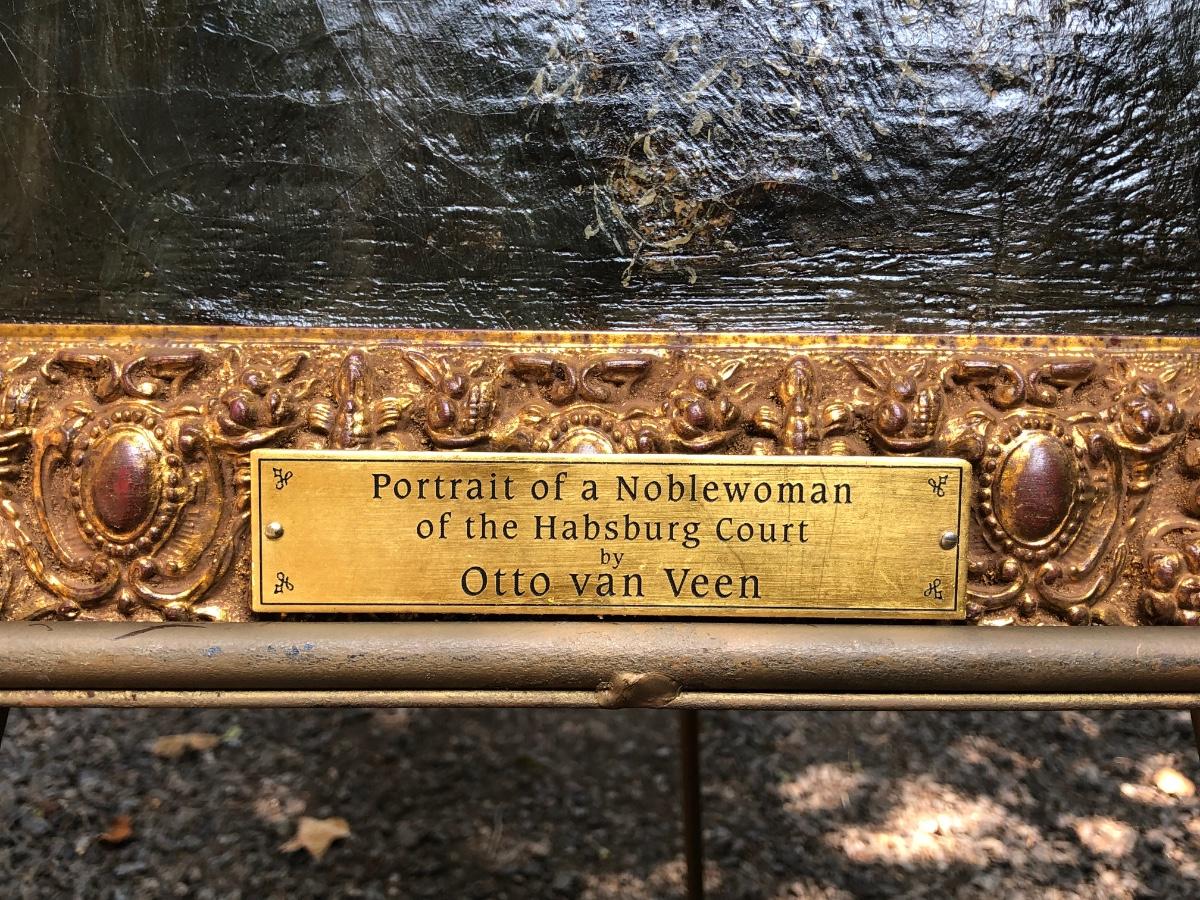 Portrait of a Noblewoman
of the Habsburg Court
by
Otto van Veen